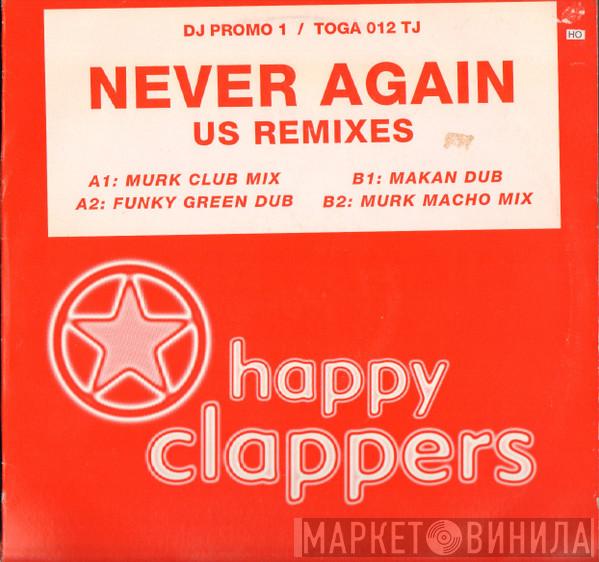 DJ PROMO 1 / TOGA 012 TJ
HO
NEVER AGAIN
US REMIXES
A1: MURK CLUB MIX
B1: MAKAN DUB
A2: FUNKY GREEN DUB
B2: MURK MACHO MIX
happy
clappers
МАРКЕТ ВИНИЛА